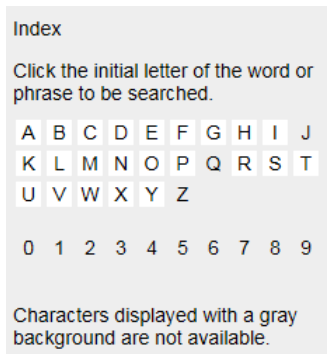 Index
Click the initial letter of the word or
phrase to be searched.
A B C D E F G H I J
K L M N O P Q R S T
U V W X Y Z
0 1 2 3 4 5 6 7 8 9
Characters displayed with a gray
background are not available.